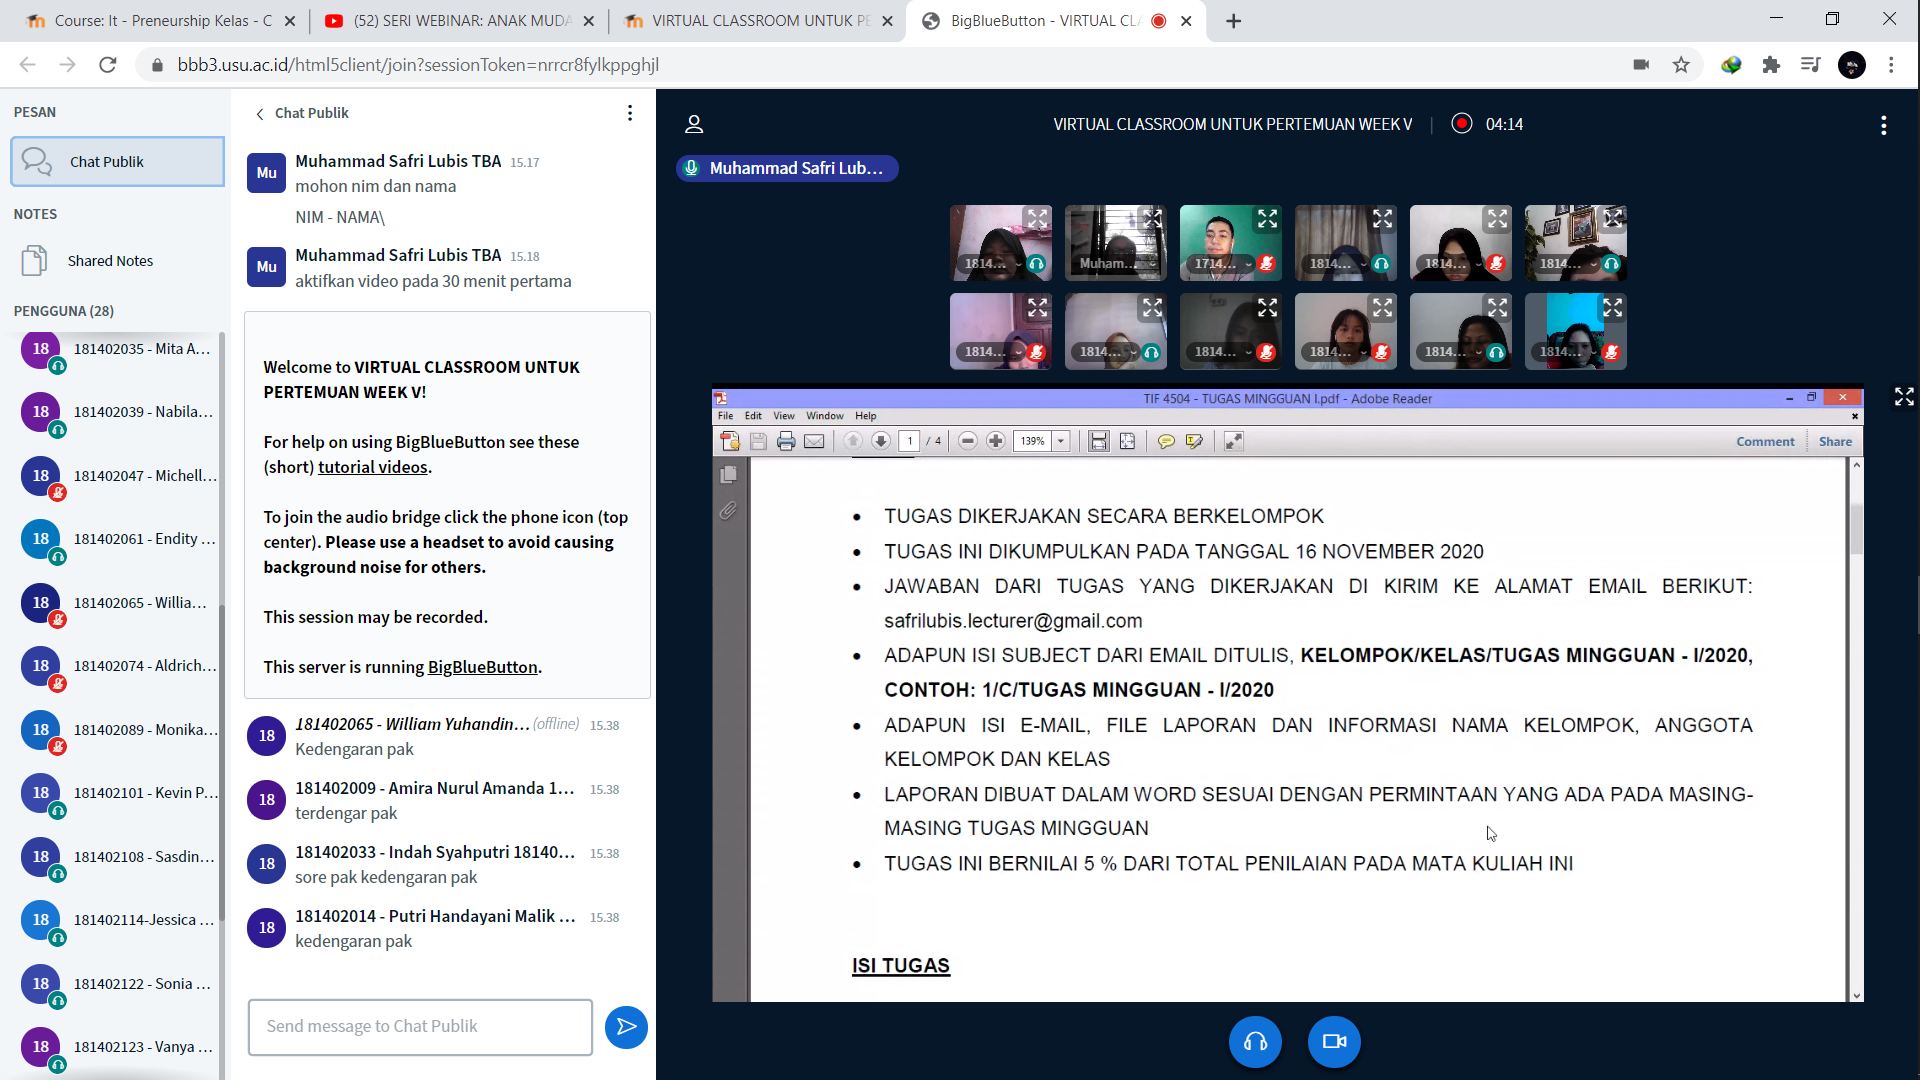 Course: It - Preneurship Kelas - C
(52) SERI WEBINAR: ANAK MUDA
VIRTUAL CLASSROOM UNTUK PE
BigBlueButton - VIRTUAL CL
bbb3.usu.ac.id/html5client/join?sessionToken=nrrcr8fylkppghjl
PESAN
Chat Publik
NOTES
Shared Notes
PENGGUNA (28)
18 181402035 - Mita A...
18 181402039 - Nabila...
18 181402047 - Michell...
18 181402061 - Endity ...
18 181402065 - Willia...
18 181402074 - Aldrich...
18 181402089 - Monika...
18 181402101 - Kevin P...
18 181402108 - Sasdin...
18 181402114-Jessica ...
18 181402122 - Sonia ...
18 181402123 - Vanya ...
Chat Publik
Mu Muhammad Safri Lubis TBA 15.17
mohon nim dan nama
NIM - NAMA\
Mu Muhammad Safri Lubis TBA 15.18
aktifkan video pada 30 menit pertama
Welcome to VIRTUAL CLASSROOM UNTUK
PERTEMUAN WEEK V!
For help on using BigBlueButton see these
(short) tutorial videos.
To join the audio bridge click the phone icon (top
center). Please use a headset to avoid causing
background noise for others.
This session may be recorded.
This server is running BigBlueButton.
18 181402065 - William Yuhandin... (offline) 15.38
Kedengaran pak
18 181402009 - Amira Nurul Amanda 1... 15.38
terdengar pak
18 181402033 - Indah Syahputri 18140... 15.38
sore pak kedengaran pak
18 181402014 - Putri Handayani Malik ... 15.38
kedengaran pak
Send message to Chat Publik
VIRTUAL CLASSROOM UNTUK PERTEMUAN WEEK V | 04:14
Muhammad Safri Lub...
1814... Muham... 1714... 1814... 1814... 1814...
1814... 1814... 1814... 1814... 1814... 1814...
TIF 4504 - TUGAS MINGGUAN I.pdf - Adobe Reader
File Edit View Window Help
1 / 4 139% Comment Share
• TUGAS DIKERJAKAN SECARA BERKELOMPOK
• TUGAS INI DIKUMPULKAN PADA TANGGAL 16 NOVEMBER 2020
• JAWABAN DARI TUGAS YANG DIKERJAKAN DI KIRIM KE ALAMAT EMAIL BERIKUT:
safrilubis.lecturer@gmail.com
• ADAPUN ISI SUBJECT DARI EMAIL DITULIS, KELOMPOK/KELAS/TUGAS MINGGUAN - I/2020,
CONTOH: 1/C/TUGAS MINGGUAN - I/2020
• ADAPUN ISI E-MAIL, FILE LAPORAN DAN INFORMASI NAMA KELOMPOK, ANGGOTA
KELOMPOK DAN KELAS
• LAPORAN DIBUAT DALAM WORD SESUAI DENGAN PERMINTAAN YANG ADA PADA MASING-
MASING TUGAS MINGGUAN
• TUGAS INI BERNILAI 5 % DARI TOTAL PENILAIAN PADA MATA KULIAH INI
ISI TUGAS